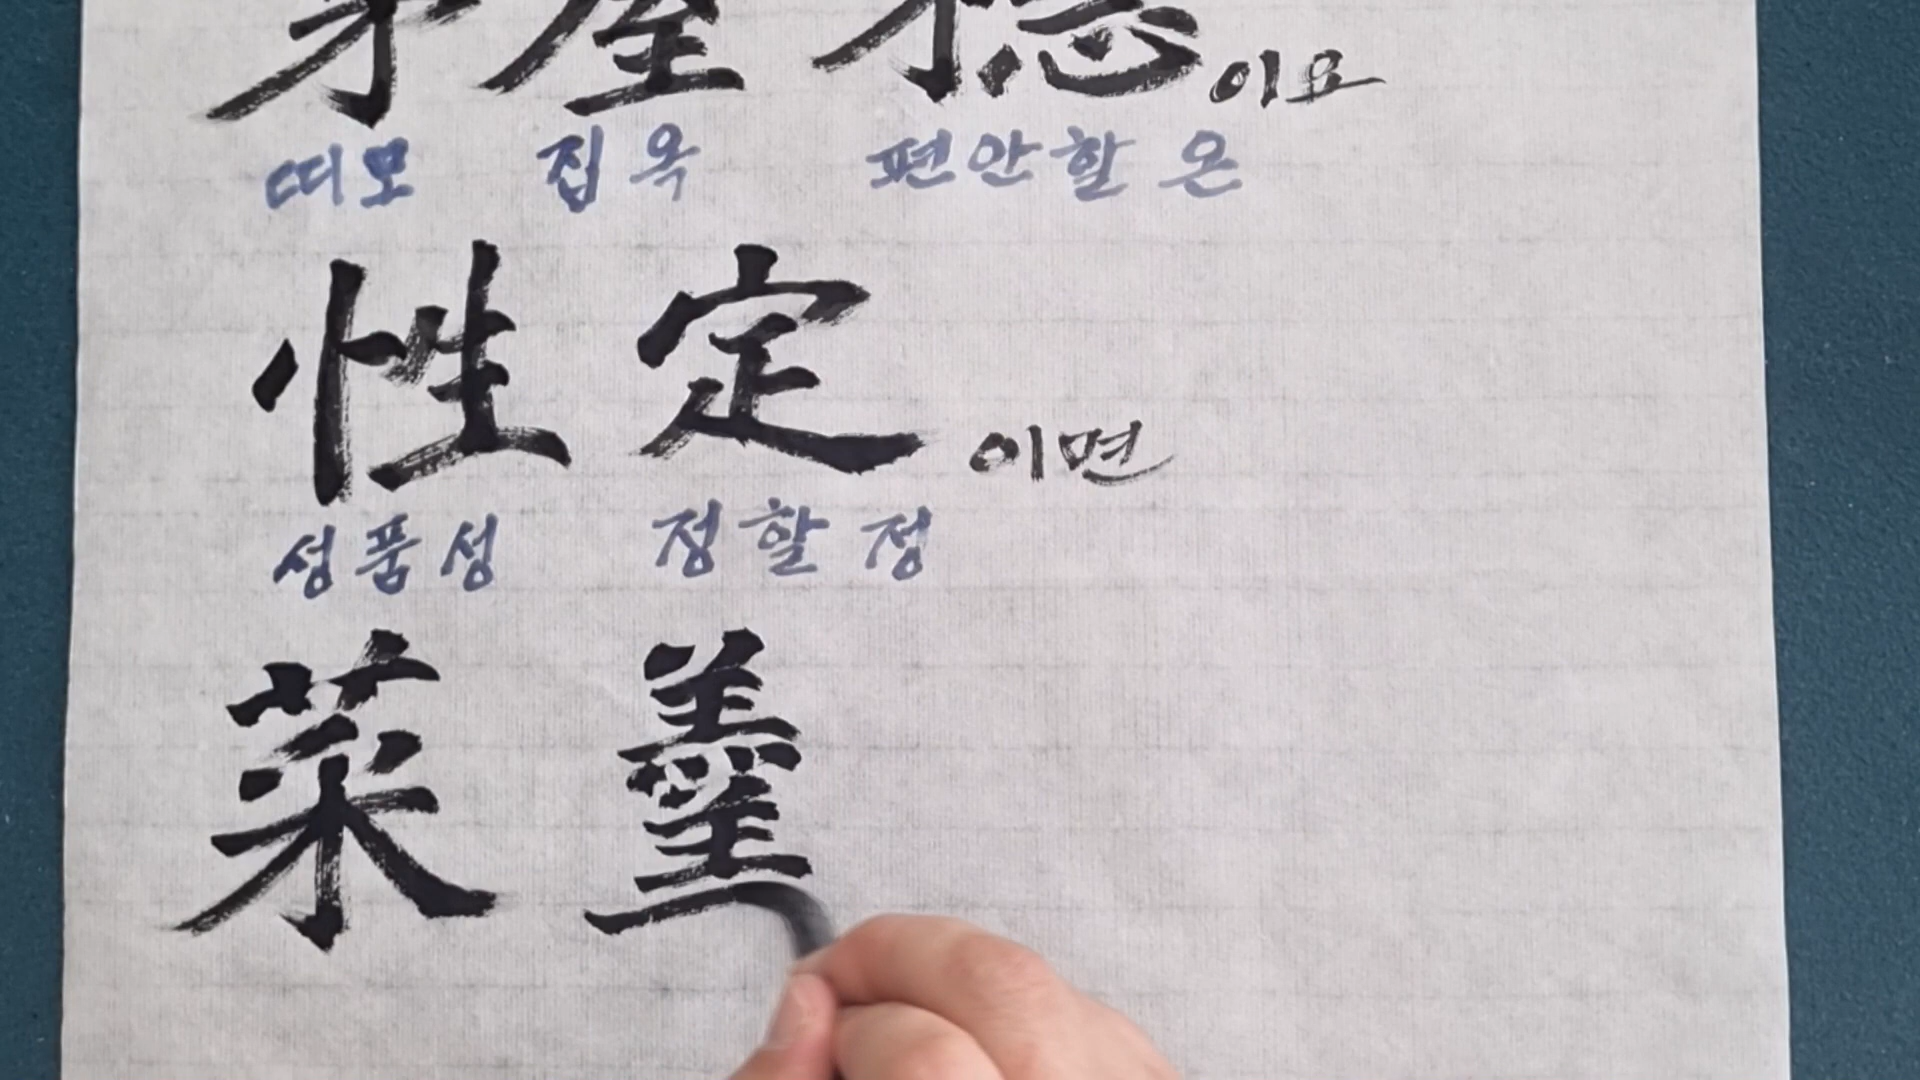 茅屋穩이요
띠모 집옥 편안할 온
性定이면
성품성 정할 정
菜羹